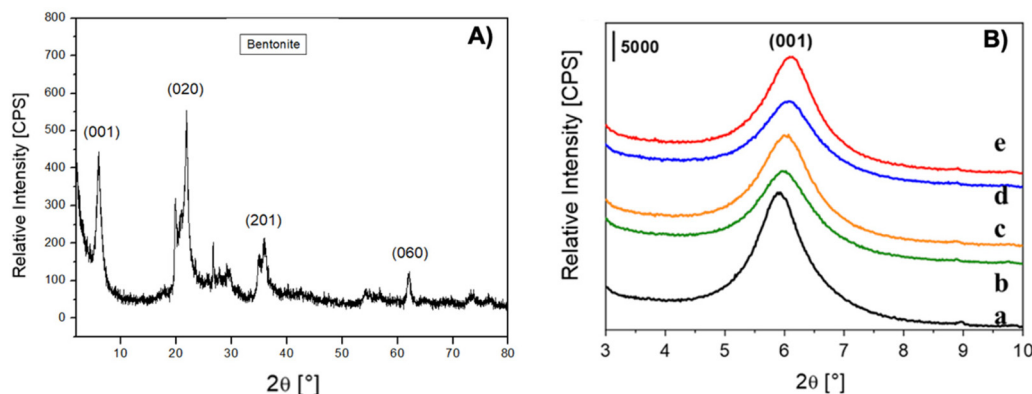 A)
Bentonite
(001)
(020)
(201)
(060)
800
700
600
500
400
300
200
100
0
Relative Intensity [CPS]
10 20 30 40 50 60 70 80
2θ [°]
B)
5000
(001)
e
d
c
b
a
Relative Intensity [CPS]
3 4 5 6 7 8 9 10
2θ [°]